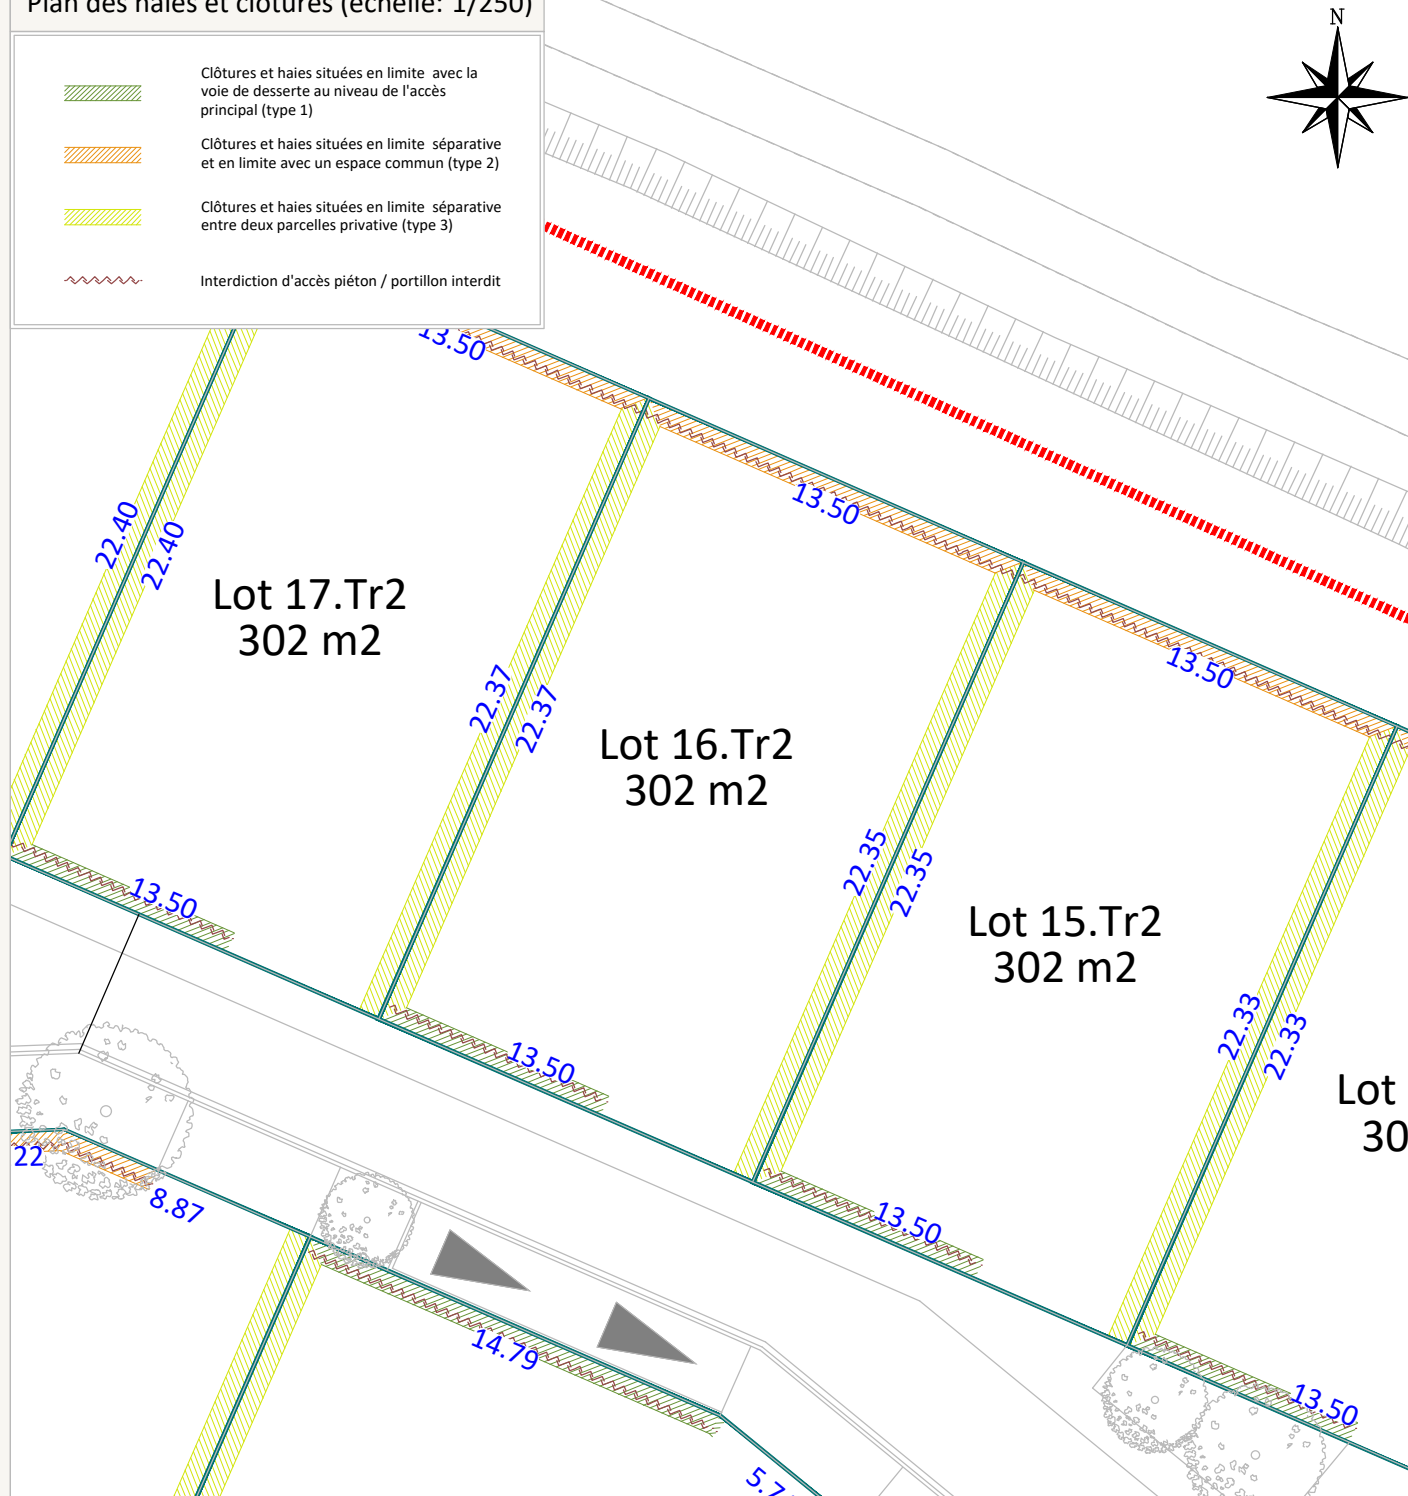 Plan des haies et clôtures (échelle: 1/250)
N
Clôtures et haies situées en limite avec la
voie de desserte au niveau de l'accès
principal (type 1)
Clôtures et haies situées en limite séparative
et en limite avec un espace commun (type 2)
Clôtures et haies situées en limite séparative
entre deux parcelles privative (type 3)
Interdiction d'accès piéton / portillon interdit
13.50
13.50
13.50
22.40
22.40
Lot 17.Tr2
302 m2
22.37
22.37
Lot 16.Tr2
302 m2
22.35
22.35
Lot 15.Tr2
302 m2
22.33
22.33
Lot
30
13.50
13.50
13.50
13.50
22
8.87
14.79
5.7